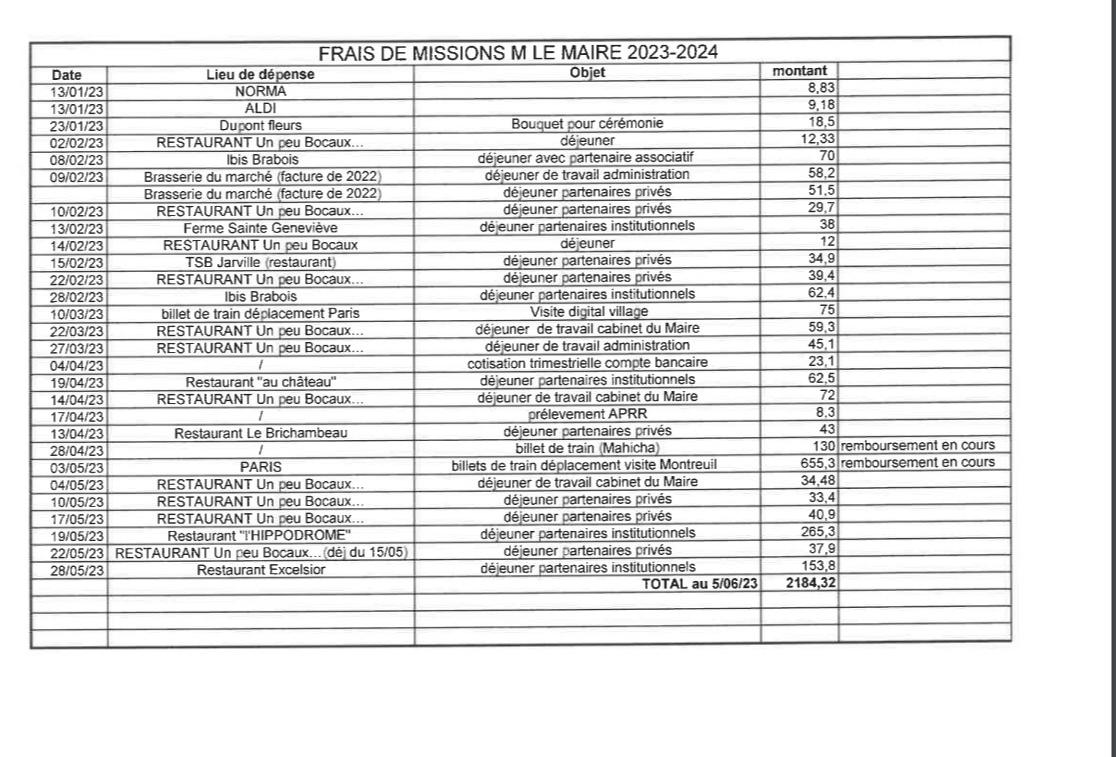 FRAIS DE MISSIONS M LE MAIRE 2023-2024
Date Lieu de dépense Objet montant
13/01/23 NORMA 8,83
13/01/23 ALDI 9,18
23/01/23 Dupont fleurs Bouquet pour cérémonie 18,5
02/02/23 RESTAURANT Un peu Bocaux... déjeuner 12,33
08/02/23 Ibis Brabois déjeuner avec partenaire associatif 70
09/02/23 Brasserie du marché (facture de 2022) déjeuner de travail administration 58,2
Brasserie du marché (facture de 2022) déjeuner partenaires privés 51,5
10/02/23 RESTAURANT Un peu Bocaux... déjeuner partenaires privés 29,7
13/02/23 Ferme Sainte Geneviève déjeuner partenaires institutionnels 38
14/02/23 RESTAURANT Un peu Bocaux déjeuner 12
15/02/23 TSB Jarville (restaurant) déjeuner partenaires privés 34,9
22/02/23 RESTAURANT Un peu Bocaux... déjeuner partenaires privés 39,4
28/02/23 Ibis Brabois déjeuner partenaires institutionnels 62,4
10/03/23 billet de train déplacement Paris Visite digital village 75
22/03/23 RESTAURANT Un peu Bocaux... déjeuner de travail cabinet du Maire 59,3
27/03/23 RESTAURANT Un peu Bocaux... déjeuner de travail administration 45,1
04/04/23 / cotisation trimestrielle compte bancaire 23,1
19/04/23 Restaurant "au château" déjeuner partenaires institutionnels 62,5
14/04/23 RESTAURANT Un peu Bocaux... déjeuner de travail cabinet du Maire 72
17/04/23 / prélevement APRR 8,3
13/04/23 Restaurant Le Brichambeau déjeuner partenaires privés 43
28/04/23 / billet de train (Mahicha) 130 remboursement en cours
03/05/23 PARIS billets de train déplacement visite Montreuil 655,3 remboursement en cours
04/05/23 RESTAURANT Un peu Bocaux... déjeuner de travail cabinet du Maire 34,48
10/05/23 RESTAURANT Un peu Bocaux... déjeuner partenaires privés 33,4
17/05/23 RESTAURANT Un peu Bocaux... déjeuner partenaires privés 40,9
19/05/23 Restaurant "l'HIPPODROME" déjeuner partenaires institutionnels 265,3
22/05/23 RESTAURANT Un peu Bocaux...(déj du 15/05) déjeuner partenaires privés 37,9
28/05/23 Restaurant Excelsior déjeuner partenaires institutionnels 153,8
TOTAL au 5/06/23 2184,32